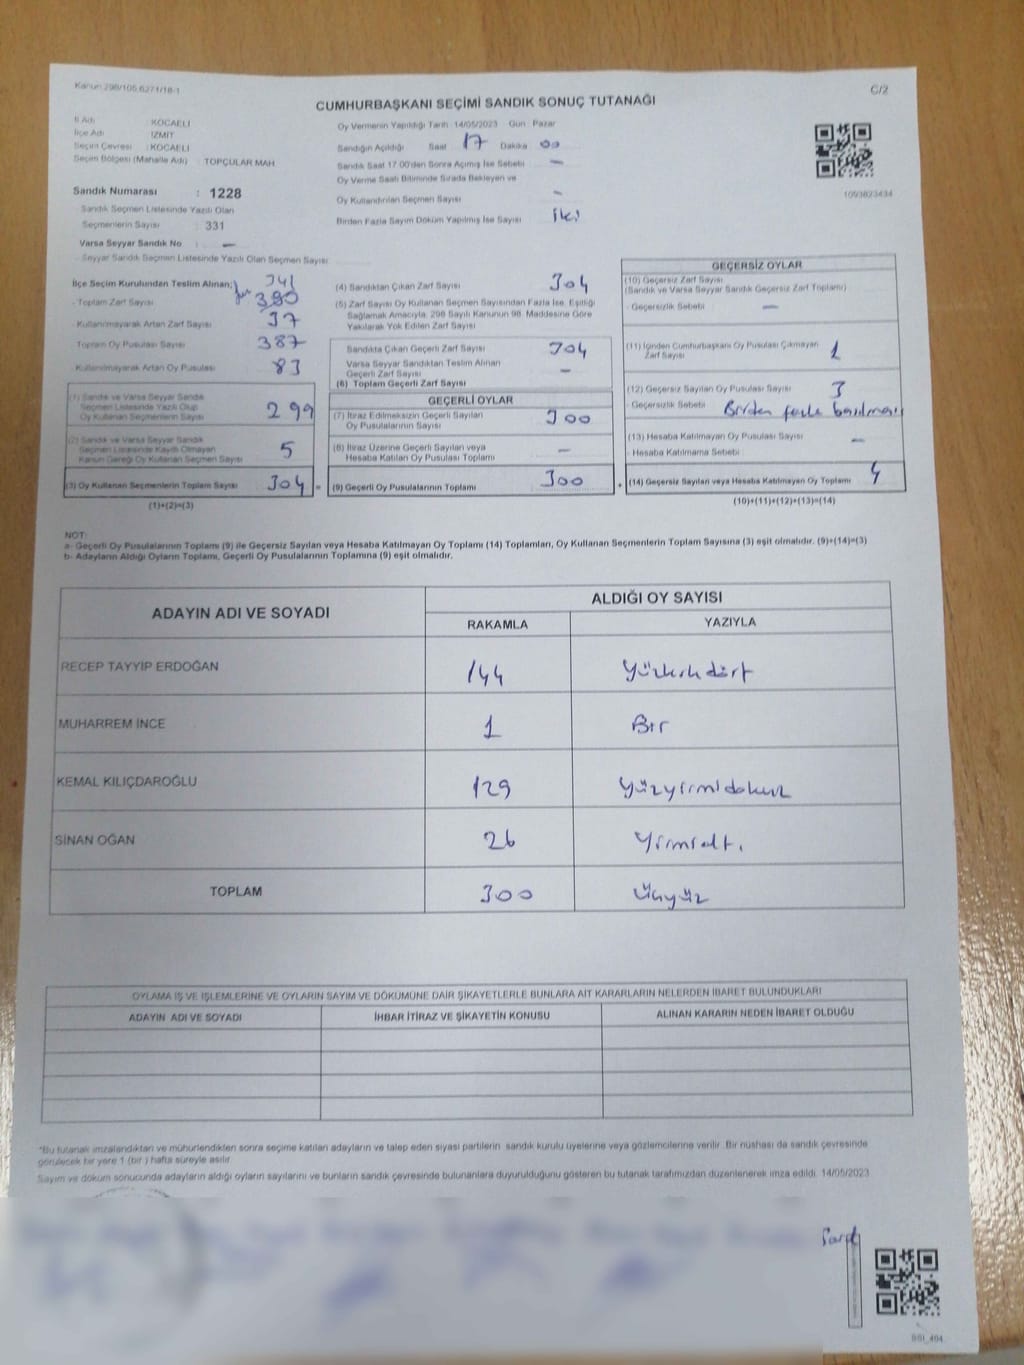 Kanun 298/105,6271/18-1
C/2
CUMHURBAŞKANI SEÇİMİ SANDIK SONUÇ TUTANAĞI
İl Adı : KOCAELİ
İlçe Adı : İZMİT
Seçim Çevresi : KOCAELİ
Seçim Bölgesi (Mahalle Adı) : TOPÇULAR MAH.
Sandık Numarası : 1228
Sandık Seçmen Listesinde Yazılı Olan
Seçmenlerin Sayısı : 331
Varsa Seyyar Sandık No : –
Seyyar Sandık Seçmen Listesinde Yazılı Olan Seçmen Sayısı
Oy Vermenin Yapıldığı Tarih : 14/05/2023 Gün : Pazar
Sandığın Açıldığı Saat 17 Dakika 00
Sandık Saat 17.00'den Sonra Açılmış İse Sebebi –
Oy Verme Saati Bitiminde Sırada Bekleyen ve
Oy Kullandırılan Seçmen Sayısı –
Birden Fazla Sayım Döküm Yapılmış İse Sayısı iki
1093823434
İlçe Seçim Kurulundan Teslim Alınan; 341
- Toplam Zarf Sayısı 380
- Kullanılmayarak Artan Zarf Sayısı 37
Toplam Oy Pusulası Sayısı 387
- Kullanılmayarak Artan Oy Pusulası 83
(1) Sandık ve Varsa Seyyar Sandık
Seçmen Listesinde Yazılı Olup
Oy Kullanan Seçmenlerin Sayısı 299
(2) Sandık ve Varsa Seyyar Sandık
Seçmen Listesinde Kayıtlı Olmayan
Kanun Gereği Oy Kullanan Seçmen Sayısı 5
(3) Oy Kullanan Seçmenlerin Toplam Sayısı 304 =
(1)+(2)=(3)
(4) Sandıktan Çıkan Zarf Sayısı 304
(5) Zarf Sayısı Oy Kullanan Seçmen Sayısından Fazla İse, Eşitliği
Sağlamak Amacıyla, 298 Sayılı Kanunun 98. Maddesine Göre
Yakılarak Yok Edilen Zarf Sayısı
Sandıkta Çıkan Geçerli Zarf Sayısı 304
Varsa Seyyar Sandıktan Teslim Alınan
Geçerli Zarf Sayısı –
(6) Toplam Geçerli Zarf Sayısı
GEÇERLİ OYLAR
(7) İtiraz Edilmeksizin Geçerli Sayılan
Oy Pusulalarının Sayısı 300
(8) İtiraz Üzerine Geçerli Sayılan veya
Hesaba Katılan Oy Pusulası Toplamı –
(9) Geçerli Oy Pusulalarının Toplamı 300 +
GEÇERSİZ OYLAR
(10) Geçersiz Zarf Sayısı
(Sandık ve Varsa Seyyar Sandık Geçersiz Zarf Toplamı)
- Geçersizlik Sebebi –
(11) İçinden Cumhurbaşkanı Oy Pusulası Çıkmayan
Zarf Sayısı 1
(12) Geçersiz Sayılan Oy Pusulası Sayısı 3
- Geçersizlik Sebebi Birden fazla basılması
(13) Hesaba Katılmayan Oy Pusulası Sayısı –
- Hesaba Katılmama Sebebi
(14) Geçersiz Sayılan veya Hesaba Katılmayan Oy Toplamı 4
(10)+(11)+(12)+(13)=(14)
NOT:
a- Geçerli Oy Pusulalarının Toplamı (9) ile Geçersiz Sayılan veya Hesaba Katılmayan Oy Toplamı (14) Toplamları, Oy Kullanan Seçmenlerin Toplam Sayısına (3) eşit olmalıdır. (9)+(14)=(3)
b- Adayların Aldığı Oyların Toplamı, Geçerli Oy Pusulalarının Toplamına (9) eşit olmalıdır.
ADAYIN ADI VE SOYADI
ALDIĞI OY SAYISI
RAKAMLA YAZIYLA
RECEP TAYYİP ERDOĞAN 144 Yüzkırkdört
MUHARREM İNCE 1 Bir
KEMAL KILIÇDAROĞLU 129 Yüzyirmidokuz
SİNAN OĞAN 26 Yirmialtı
TOPLAM 300 Üçyüz
OYLAMA İŞ VE İŞLEMLERİNE VE OYLARIN SAYIM VE DÖKÜMÜNE DAİR ŞİKAYETLERLE BUNLARA AİT KARARLARIN NELERDEN İBARET BULUNDUKLARI
ADAYIN ADI VE SOYADI İHBAR İTİRAZ VE ŞİKAYETİN KONUSU ALINAN KARARIN NEDEN İBARET OLDUĞU
*Bu tutanak imzalandıktan ve mühürlendikten sonra seçime katılan adayların ve talep eden siyasi partilerin sandık kurulu üyelerine veya gözlemcilerine verilir. Bir nüshası da sandık çevresinde
görülecek bir yere 1 (bir ) hafta süreyle asılır.
Sayım ve döküm sonucunda adayların aldığı oyların sayılarını ve bunların sandık çevresinde bulunanlara duyurulduğunu gösteren bu tutanak tarafımızdan düzenlenerek imza edildi. 14/05/2023